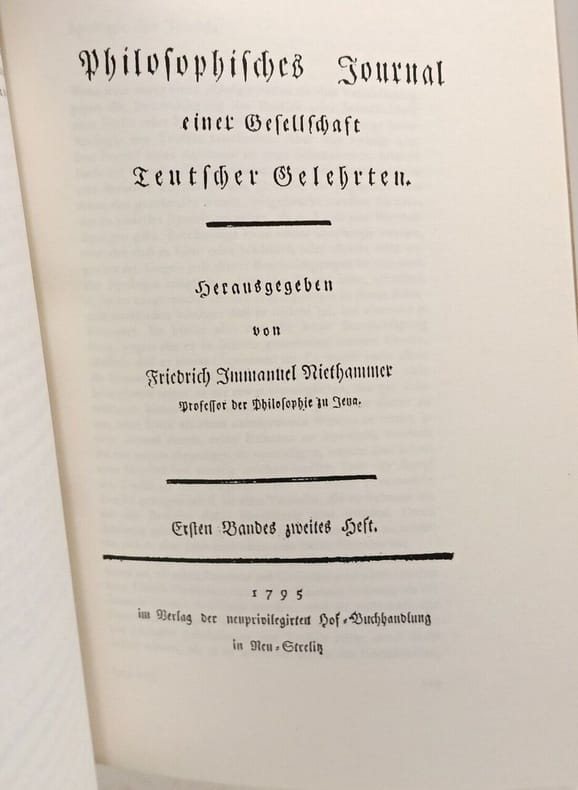 Philosophisches Journal
einer Gesellschaft
Teutscher Gelehrten.
Herausgegeben
von
Friedrich Immanuel Niethammer
Professor der Philosophie zu Jena.
Ersten Bandes zweites Heft.
1795
im Verlag der neuprivilegirten Hof-Buchhandlung
in Neu-Strelitz